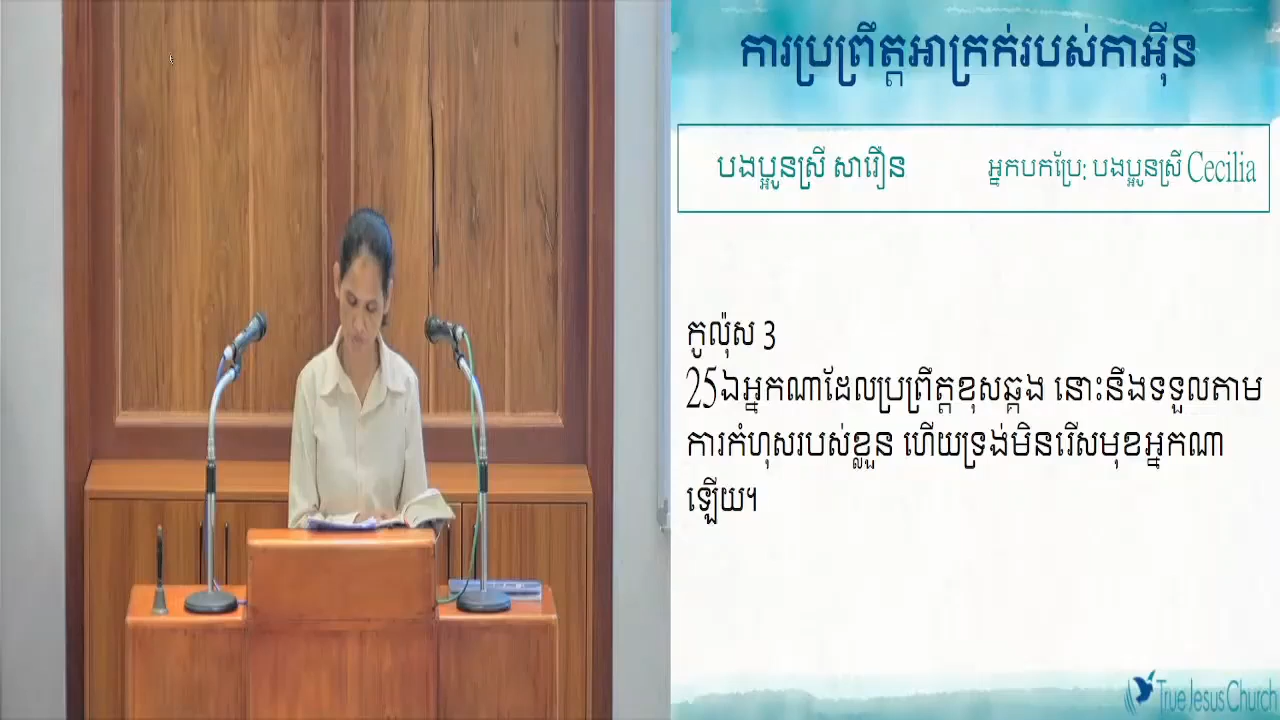 ការប្រព្រឹត្តអាក្រក់របស់កាអ៊ីន
បងប្អូនស្រី សារឿន
អ្នកបកប្រែ: បងប្អូនស្រី Cecilia
កូល៉ុស 3
25ឯអ្នកណាដែលប្រព្រឹត្តខុសឆ្គង នោះនឹងទទួលតាម
ការកំហុសរបស់ខ្លួន ហើយទ្រង់មិនរើសមុខអ្នកណា
ឡើយ។
True Jesus Church